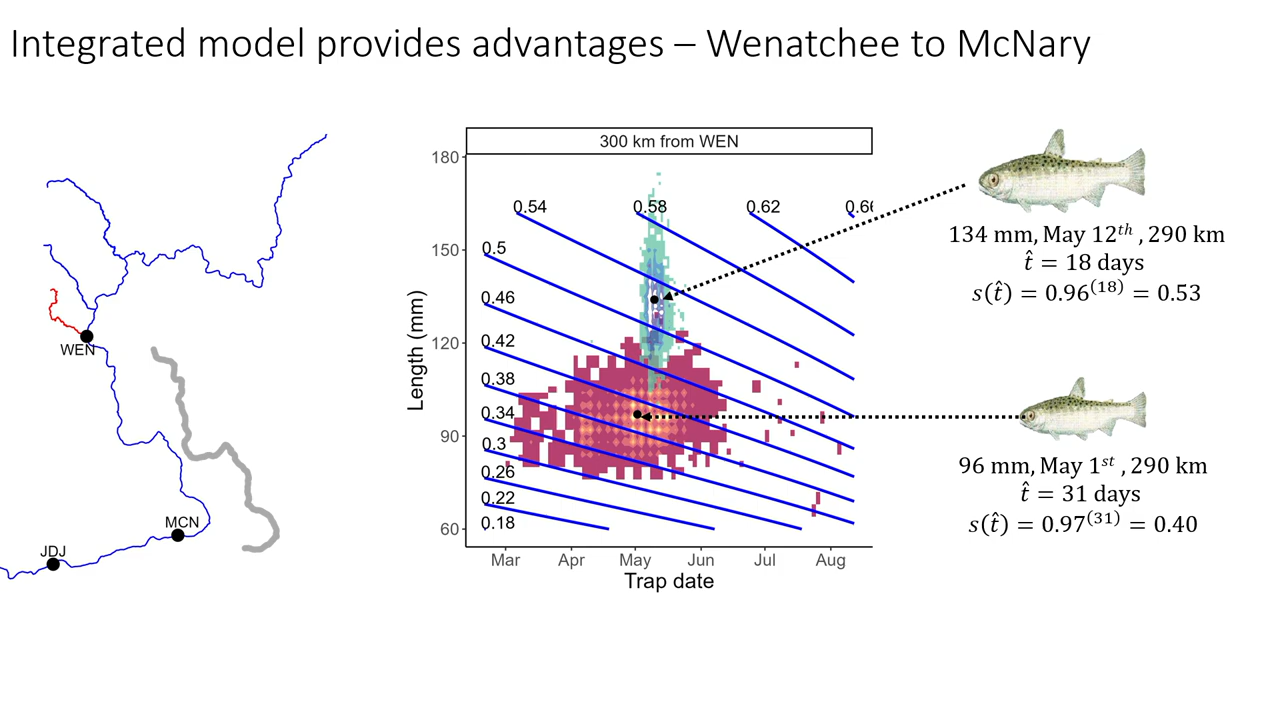 Integrated model provides advantages – Wenatchee to McNary
WEN
MCN
JDJ
300 km from WEN
Length (mm)
180
150
120
90
60
0.54
0.58
0.62
0.66
0.5
0.46
0.42
0.38
0.34
0.3
0.26
0.22
0.18
Mar Apr May Jun Jul Aug
Trap date
134 mm, May 12th , 290 km
t̂ = 18 days
s(t̂) = 0.96(18) = 0.53
96 mm, May 1st , 290 km
t̂ = 31 days
s(t̂) = 0.97(31) = 0.40